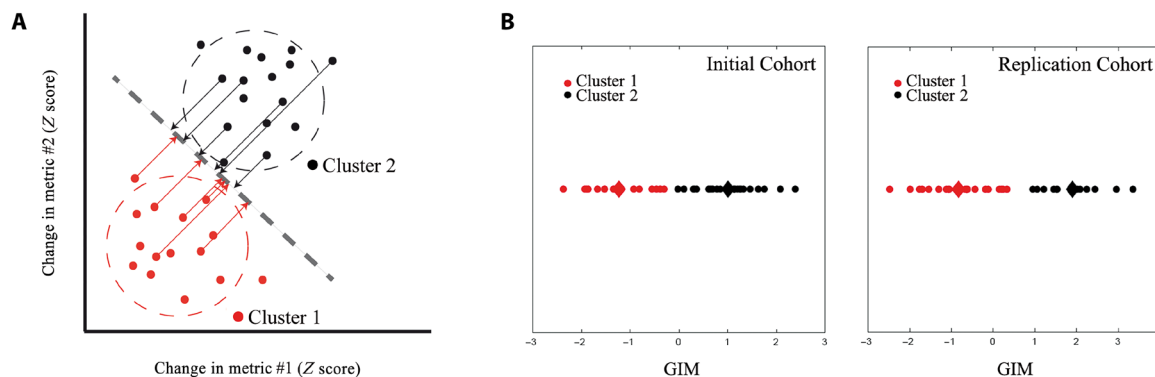 A
Change in metric #2 (Z score)
Cluster 2
Cluster 1
Change in metric #1 (Z score)
B
Initial Cohort
Cluster 1
Cluster 2
−3 −2 −1 0 1 2 3
GIM
Replication Cohort
Cluster 1
Cluster 2
−3 −2 −1 0 1 2 3
GIM